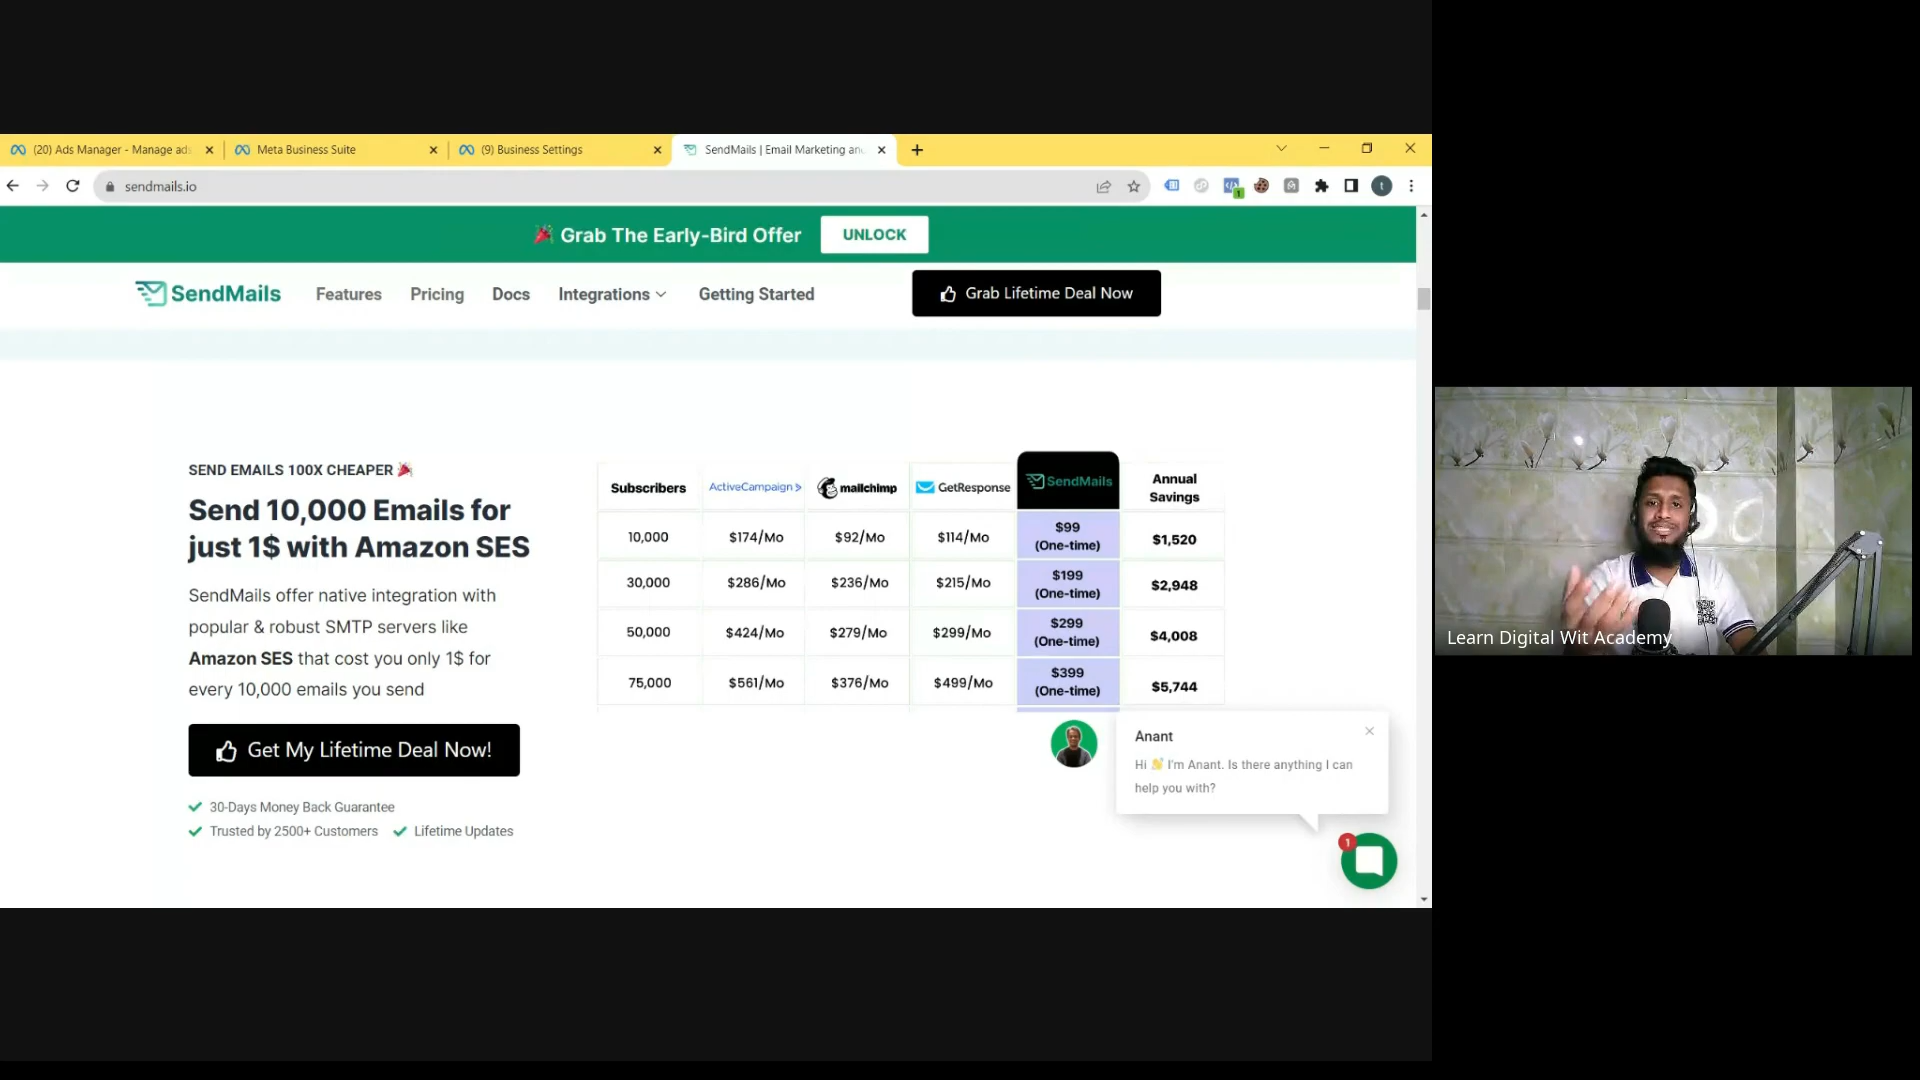 (20) Ads Manager - Manage ads
Meta Business Suite
(9) Business Settings
SendMails | Email Marketing an
sendmails.io
t
1
Grab The Early-Bird Offer
UNLOCK
SendMails
Features
Pricing
Docs
Integrations
Getting Started
Grab Lifetime Deal Now
SEND EMAILS 100X CHEAPER
Send 10,000 Emails for
just 1$ with Amazon SES
SendMails offer native integration with
popular & robust SMTP servers like
Amazon SES that cost you only 1$ for
every 10,000 emails you send
Get My Lifetime Deal Now!
30-Days Money Back Guarantee
Trusted by 2500+ Customers Lifetime Updates
Subscribers ActiveCampaign > mailchimp GetResponse SendMails Annual Savings
10,000 $174/Mo $92/Mo $114/Mo $99 (One-time) $1,520
30,000 $286/Mo $236/Mo $215/Mo $199 (One-time) $2,948
50,000 $424/Mo $279/Mo $299/Mo $299 (One-time) $4,008
75,000 $561/Mo $376/Mo $499/Mo $399 (One-time) $5,744
Anant
Hi 👋 I'm Anant. Is there anything I can
help you with?
1
Learn Digital Wit Academy